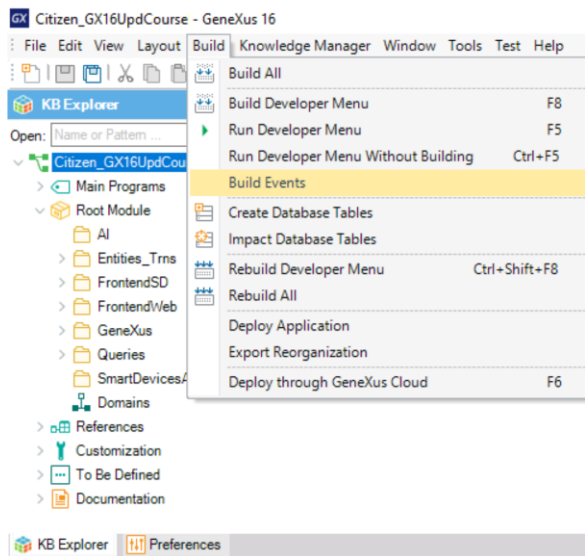 GX Citizen_GX16UpdCourse - GeneXus 16
File Edit View Layout Build Knowledge Manager Window Tools Test Help
KB Explorer
Open: Name or Pattern ...
Citizen_GX16UpdCou
Main Programs
Root Module
AI
Entities_Trns
FrontendSD
FrontendWeb
GeneXus
Queries
SmartDevicesA
Domains
References
Customization
To Be Defined
Documentation
Build All
Build Developer Menu F8
Run Developer Menu F5
Run Developer Menu Without Building Ctrl+F5
Build Events
Create Database Tables
Impact Database Tables
Rebuild Developer Menu Ctrl+Shift+F8
Rebuild All
Deploy Application
Export Reorganization
Deploy through GeneXus Cloud F6
KB Explorer Preferences